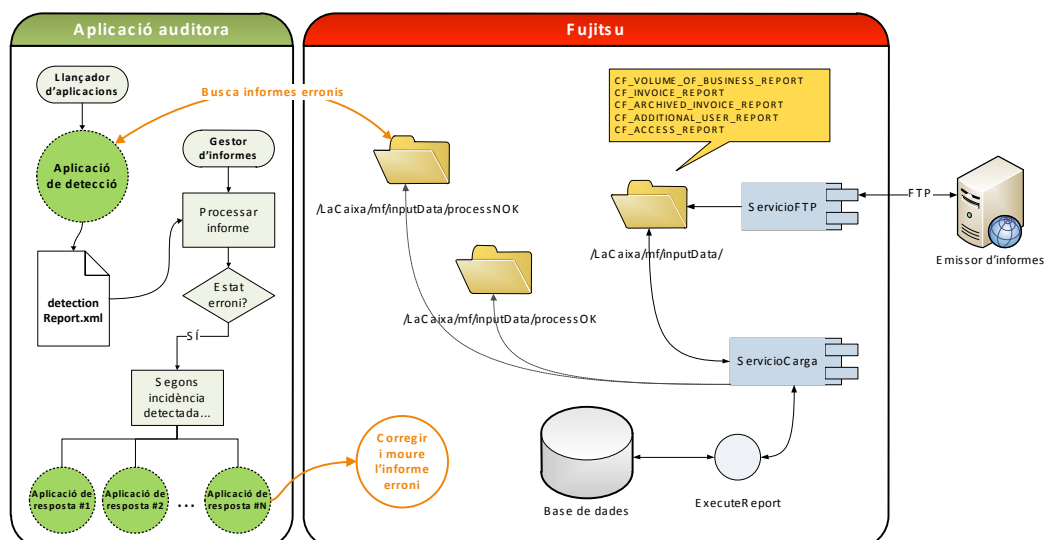 Aplicació auditora
Fujitsu
Llançador
d'aplicacions
Busca informes erronis
CF_VOLUME_OF_BUSINESS_REPORT
CF_INVOICE_REPORT
CF_ARCHIVED_INVOICE_REPORT
CF_ADDITIONAL_USER_REPORT
CF_ACCESS_REPORT
Gestor
d'informes
Aplicació
de detecció
Processar
informe
/LaCaixa/mf/inputData/processNOK
ServicioFTP
FTP
/LaCaixa/mf/inputData/
Emissor d'informes
detection
Report.xml
Estat
erroni?
/LaCaixa/mf/inputData/processOK
SÍ
ServicioCarga
Segons
incidència
detectada...
Corregir
i moure
l'informe
erroni
Aplicació de
resposta #1
Aplicació de
resposta #2
...
Aplicació de
resposta #N
Base de dades
ExecuteReport